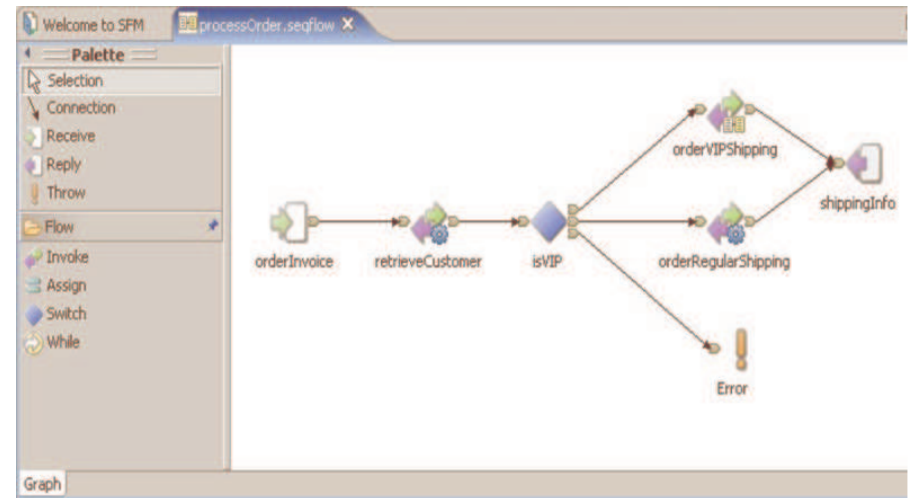 Welcome to SFM
processOrder.seqflow
Palette
Selection
Connection
Receive
Reply
Throw
Flow
Invoke
Assign
Switch
While
orderInvoice
retrieveCustomer
isVIP
orderVIPShipping
orderRegularShipping
shippingInfo
Error
Graph